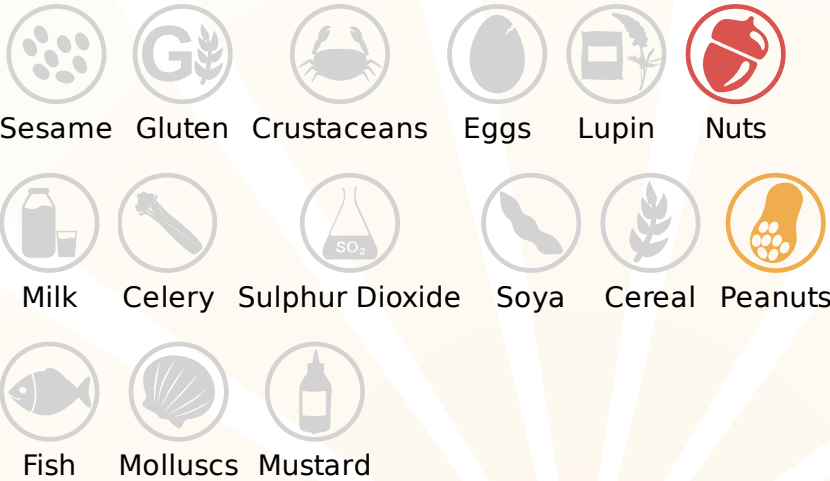 G
Sesame Gluten Crustaceans Eggs Lupin Nuts
SO₂
Milk Celery Sulphur Dioxide Soya Cereal Peanuts
Fish Molluscs Mustard